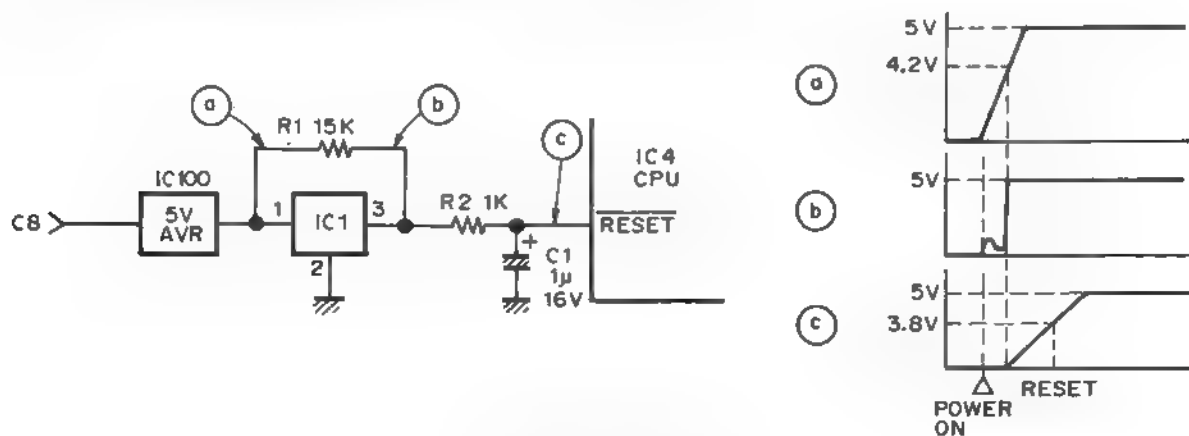 a
b
R1 15K
c
IC100
5V
AVR
C8
1
IC1
3
2
R2 1K
+
C1
1μ
16V
IC4
CPU
RESET
a
5V
4.2V
b
5V
c
5V
3.8V
POWER
ON
RESET